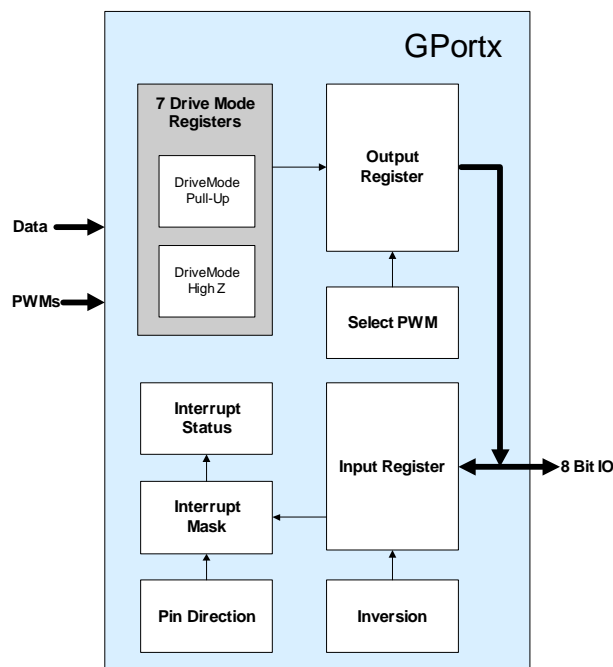 GPortx
7 Drive Mode
Registers
DriveMode
Pull-Up
DriveMode
High Z
Output
Register
Data
PWMs
Select PWM
Interrupt
Status
Input Register
8 Bit IO
Interrupt
Mask
Pin Direction
Inversion